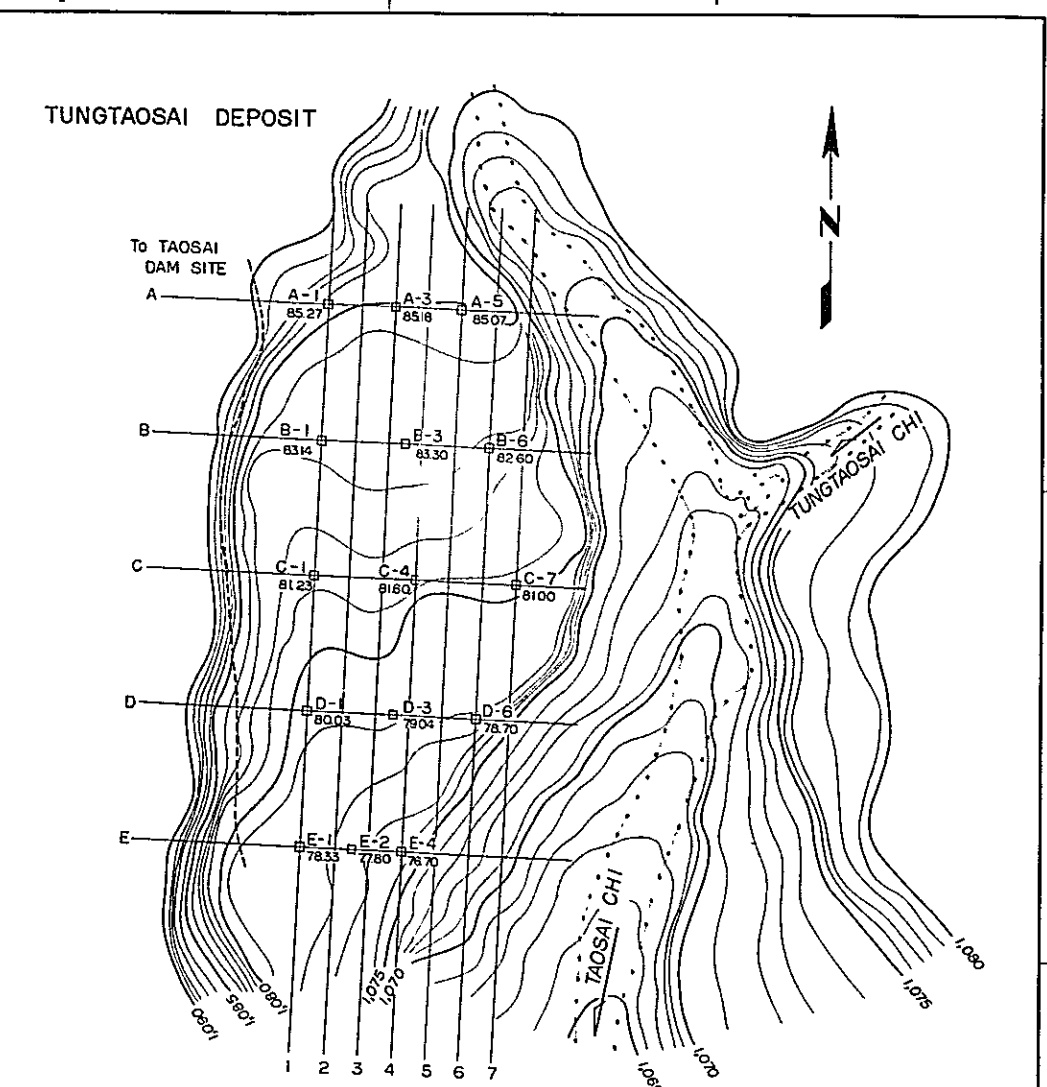 TUNGTAOSAI DEPOSIT
N
To TAOSAI
DAM SITE
A
A-1
85.27
A-3
85.18
A-5
85.07
B
B-1
83.14
B-3
83.30
B-6
82.60
TUNGTAOSAI CHI
C
C-1
81.23
C-4
81.60
C-7
81.00
D
D-1
80.03
D-3
79.04
D-6
78.70
E
E-1
78.33
E-2
77.80
E-4
76.70
TAOSAI CHI
1,090
1,085
1,080
1,075
1,070
1,070
1,075
1,080
1 2 3 4 5 6 7